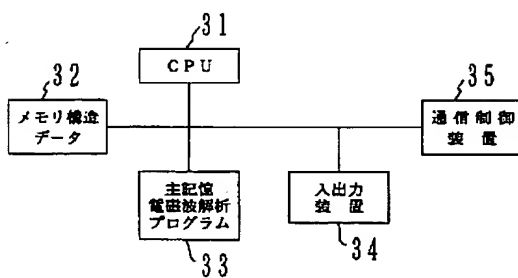 31
CPU
32
メモリ構造
データ
35
通信制御
装置
主記憶
電磁波解析
プログラム
33
入出力
装置
34